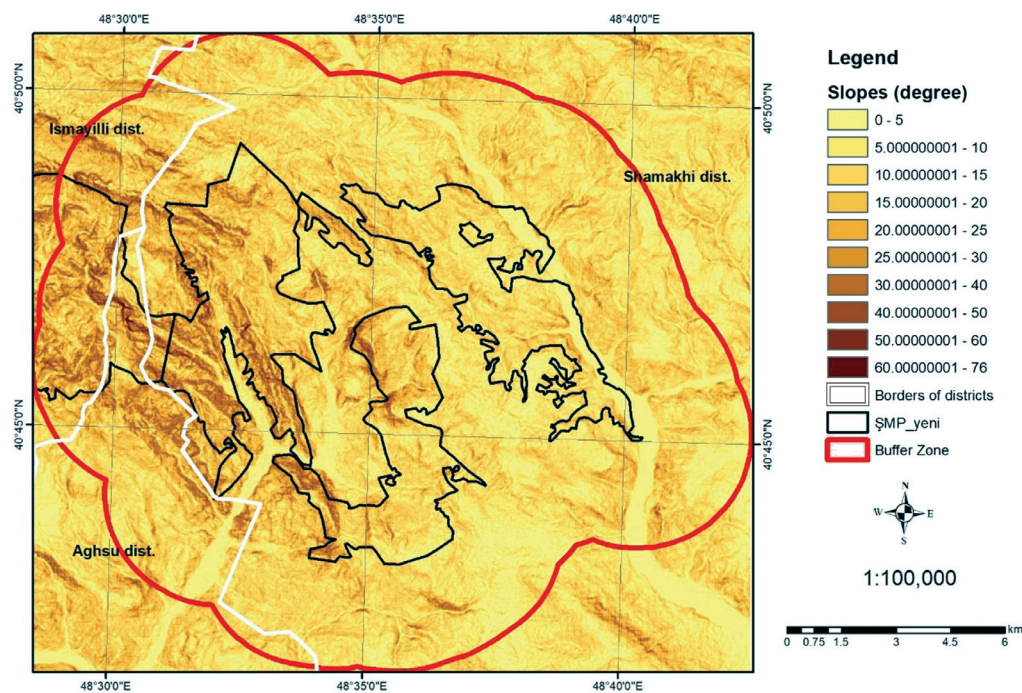 48°30'0"E
48°35'0"E
48°40'0"E
40°50'0"N
40°50'0"N
Ismayilli dist.
Shamakhi dist.
40°45'0"N
40°45'0"N
Aghsu dist.
48°30'0"E
48°35'0"E
48°40'0"E
Legend
Slopes (degree)
0 - 5
5.000000001 - 10
10.00000001 - 15
15.00000001 - 20
20.00000001 - 25
25.00000001 - 30
30.00000001 - 40
40.00000001 - 50
50.00000001 - 60
60.00000001 - 76
Borders of districts
ŞMP_yeni
Buffer Zone
N
W E
S
1:100,000
km
0 0.75 1.5 3 4.5 6